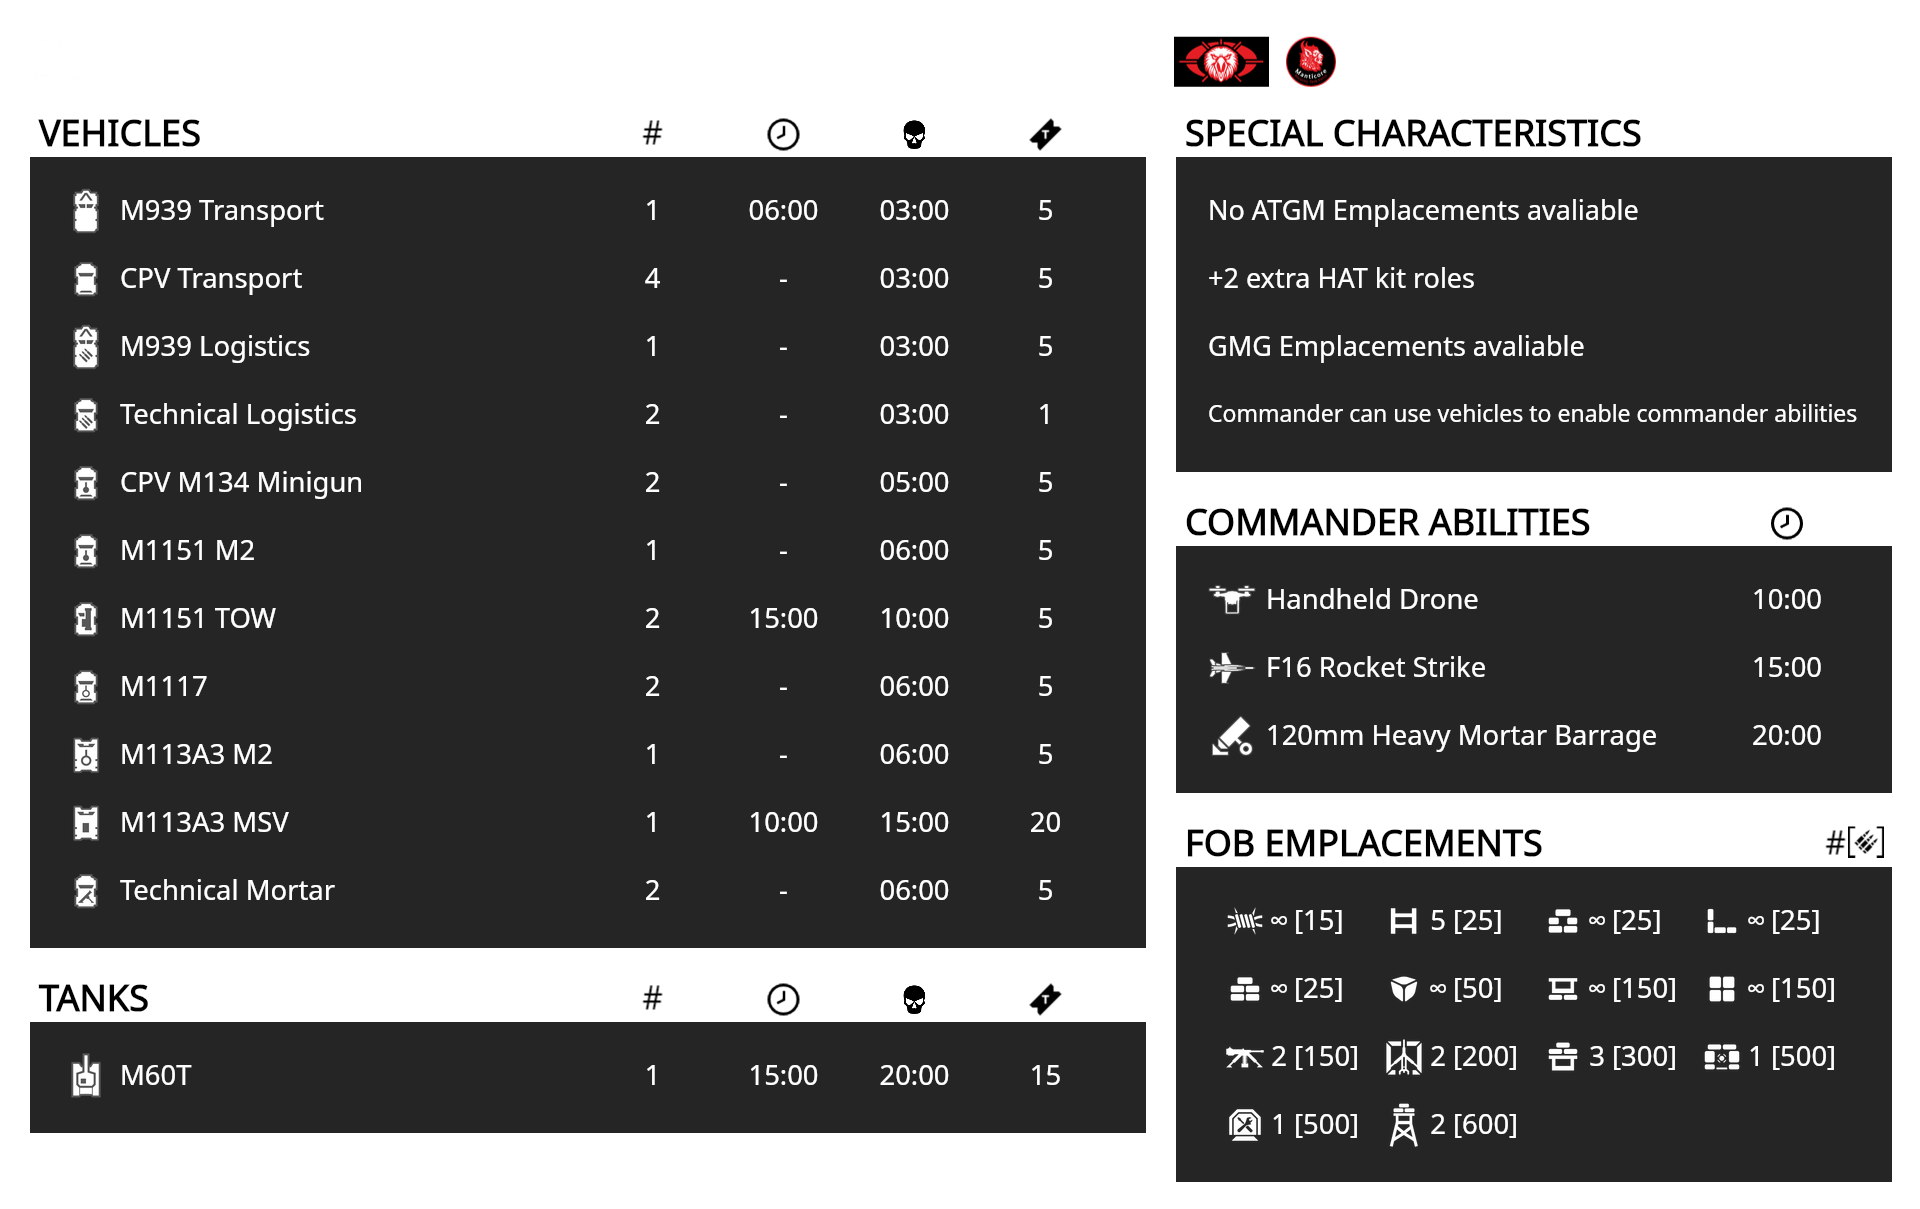 Manticore
VEHICLES #
M939 Transport 1 06:00 03:00 5
CPV Transport 4 - 03:00 5
M939 Logistics 1 - 03:00 5
Technical Logistics 2 - 03:00 1
CPV M134 Minigun 2 - 05:00 5
M1151 M2 1 - 06:00 5
M1151 TOW 2 15:00 10:00 5
M1117 2 - 06:00 5
M113A3 M2 1 - 06:00 5
M113A3 MSV 1 10:00 15:00 20
Technical Mortar 2 - 06:00 5
TANKS #
M60T 1 15:00 20:00 15
SPECIAL CHARACTERISTICS
No ATGM Emplacements avaliable
+2 extra HAT kit roles
GMG Emplacements avaliable
Commander can use vehicles to enable commander abilities
COMMANDER ABILITIES
Handheld Drone 10:00
F16 Rocket Strike 15:00
120mm Heavy Mortar Barrage 20:00
FOB EMPLACEMENTS #[]
∞ [15] 5 [25] ∞ [25] ∞ [25]
∞ [25] ∞ [50] ∞ [150] ∞ [150]
2 [150] 2 [200] 3 [300] 1 [500]
1 [500] 2 [600]